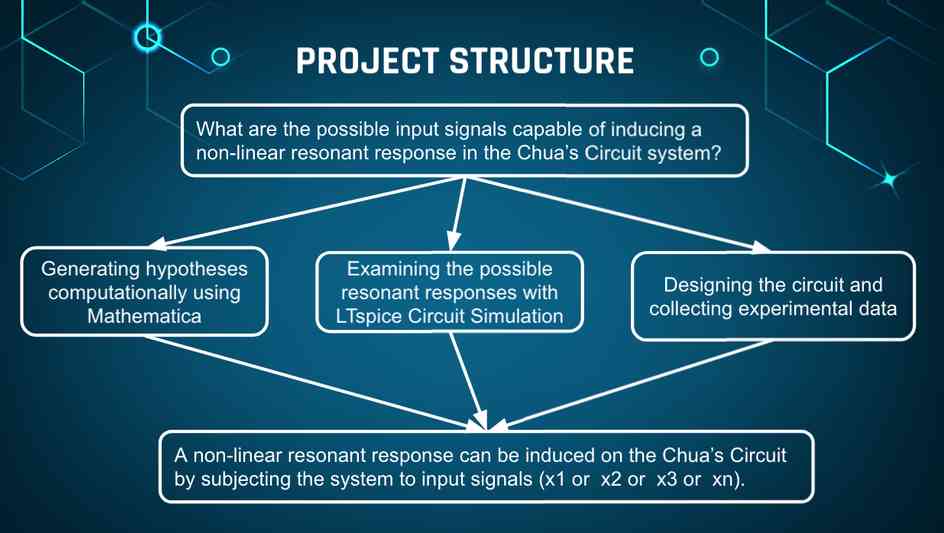 PROJECT STRUCTURE
What are the possible input signals capable of inducing a
non-linear resonant response in the Chua's Circuit system?
Generating hypotheses
computationally using
Mathematica
Examining the possible
resonant responses with
LTspice Circuit Simulation
Designing the circuit and
collecting experimental data
A non-linear resonant response can be induced on the Chua's Circuit
by subjecting the system to input signals (x1 or  x2 or  x3 or  xn).